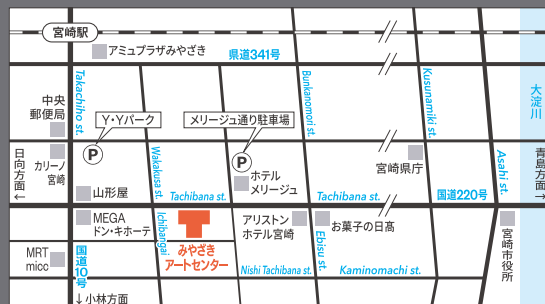 宮崎駅
アミュプラザみやざき
県道341号
Takachiho st.
Bunkanomori st.
Kusunamiki st.
大淀川
中央
郵便局
Y・Yパーク
メリージュ通り駐車場
日向方面←
カリーノ
宮崎
P
Wakakusa st.
P
ホテル
メリージュ
宮崎県庁
Asahi st.
青島方面→
山形屋
Tachibana st.
Tachibana st.
国道220号
MEGA
ドン・キホーテ
Ichibangai
みやざき
アートセンター
アリストン
ホテル宮崎
お菓子の日髙
Ebisu st.
宮崎市役所
MRT
micc
国道10号
Nishi Tachibana st.
Kaminomachi st.
↓小林方面